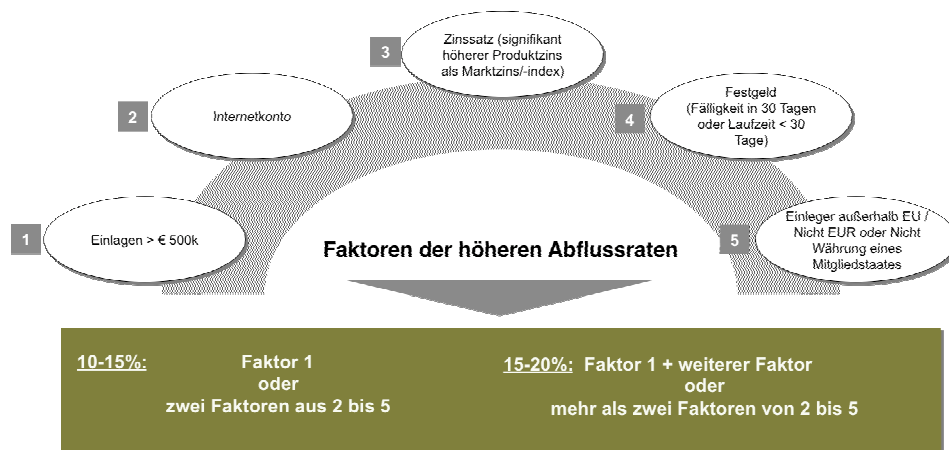 3
Zinssatz (signifikant
höherer Produktzins
als Marktzins/-index)
2
Internetkonto
4
Festgeld
(Fälligkeit in 30 Tagen
oder Laufzeit < 30
Tage)
1
Einlagen > € 500k
5
Einleger außerhalb EU /
Nicht EUR oder Nicht
Währung eines
Mitgliedstaates
Faktoren der höheren Abflussraten
10-15%: Faktor 1
oder
zwei Faktoren aus 2 bis 5
15-20%: Faktor 1 + weiterer Faktor
oder
mehr als zwei Faktoren von 2 bis 5